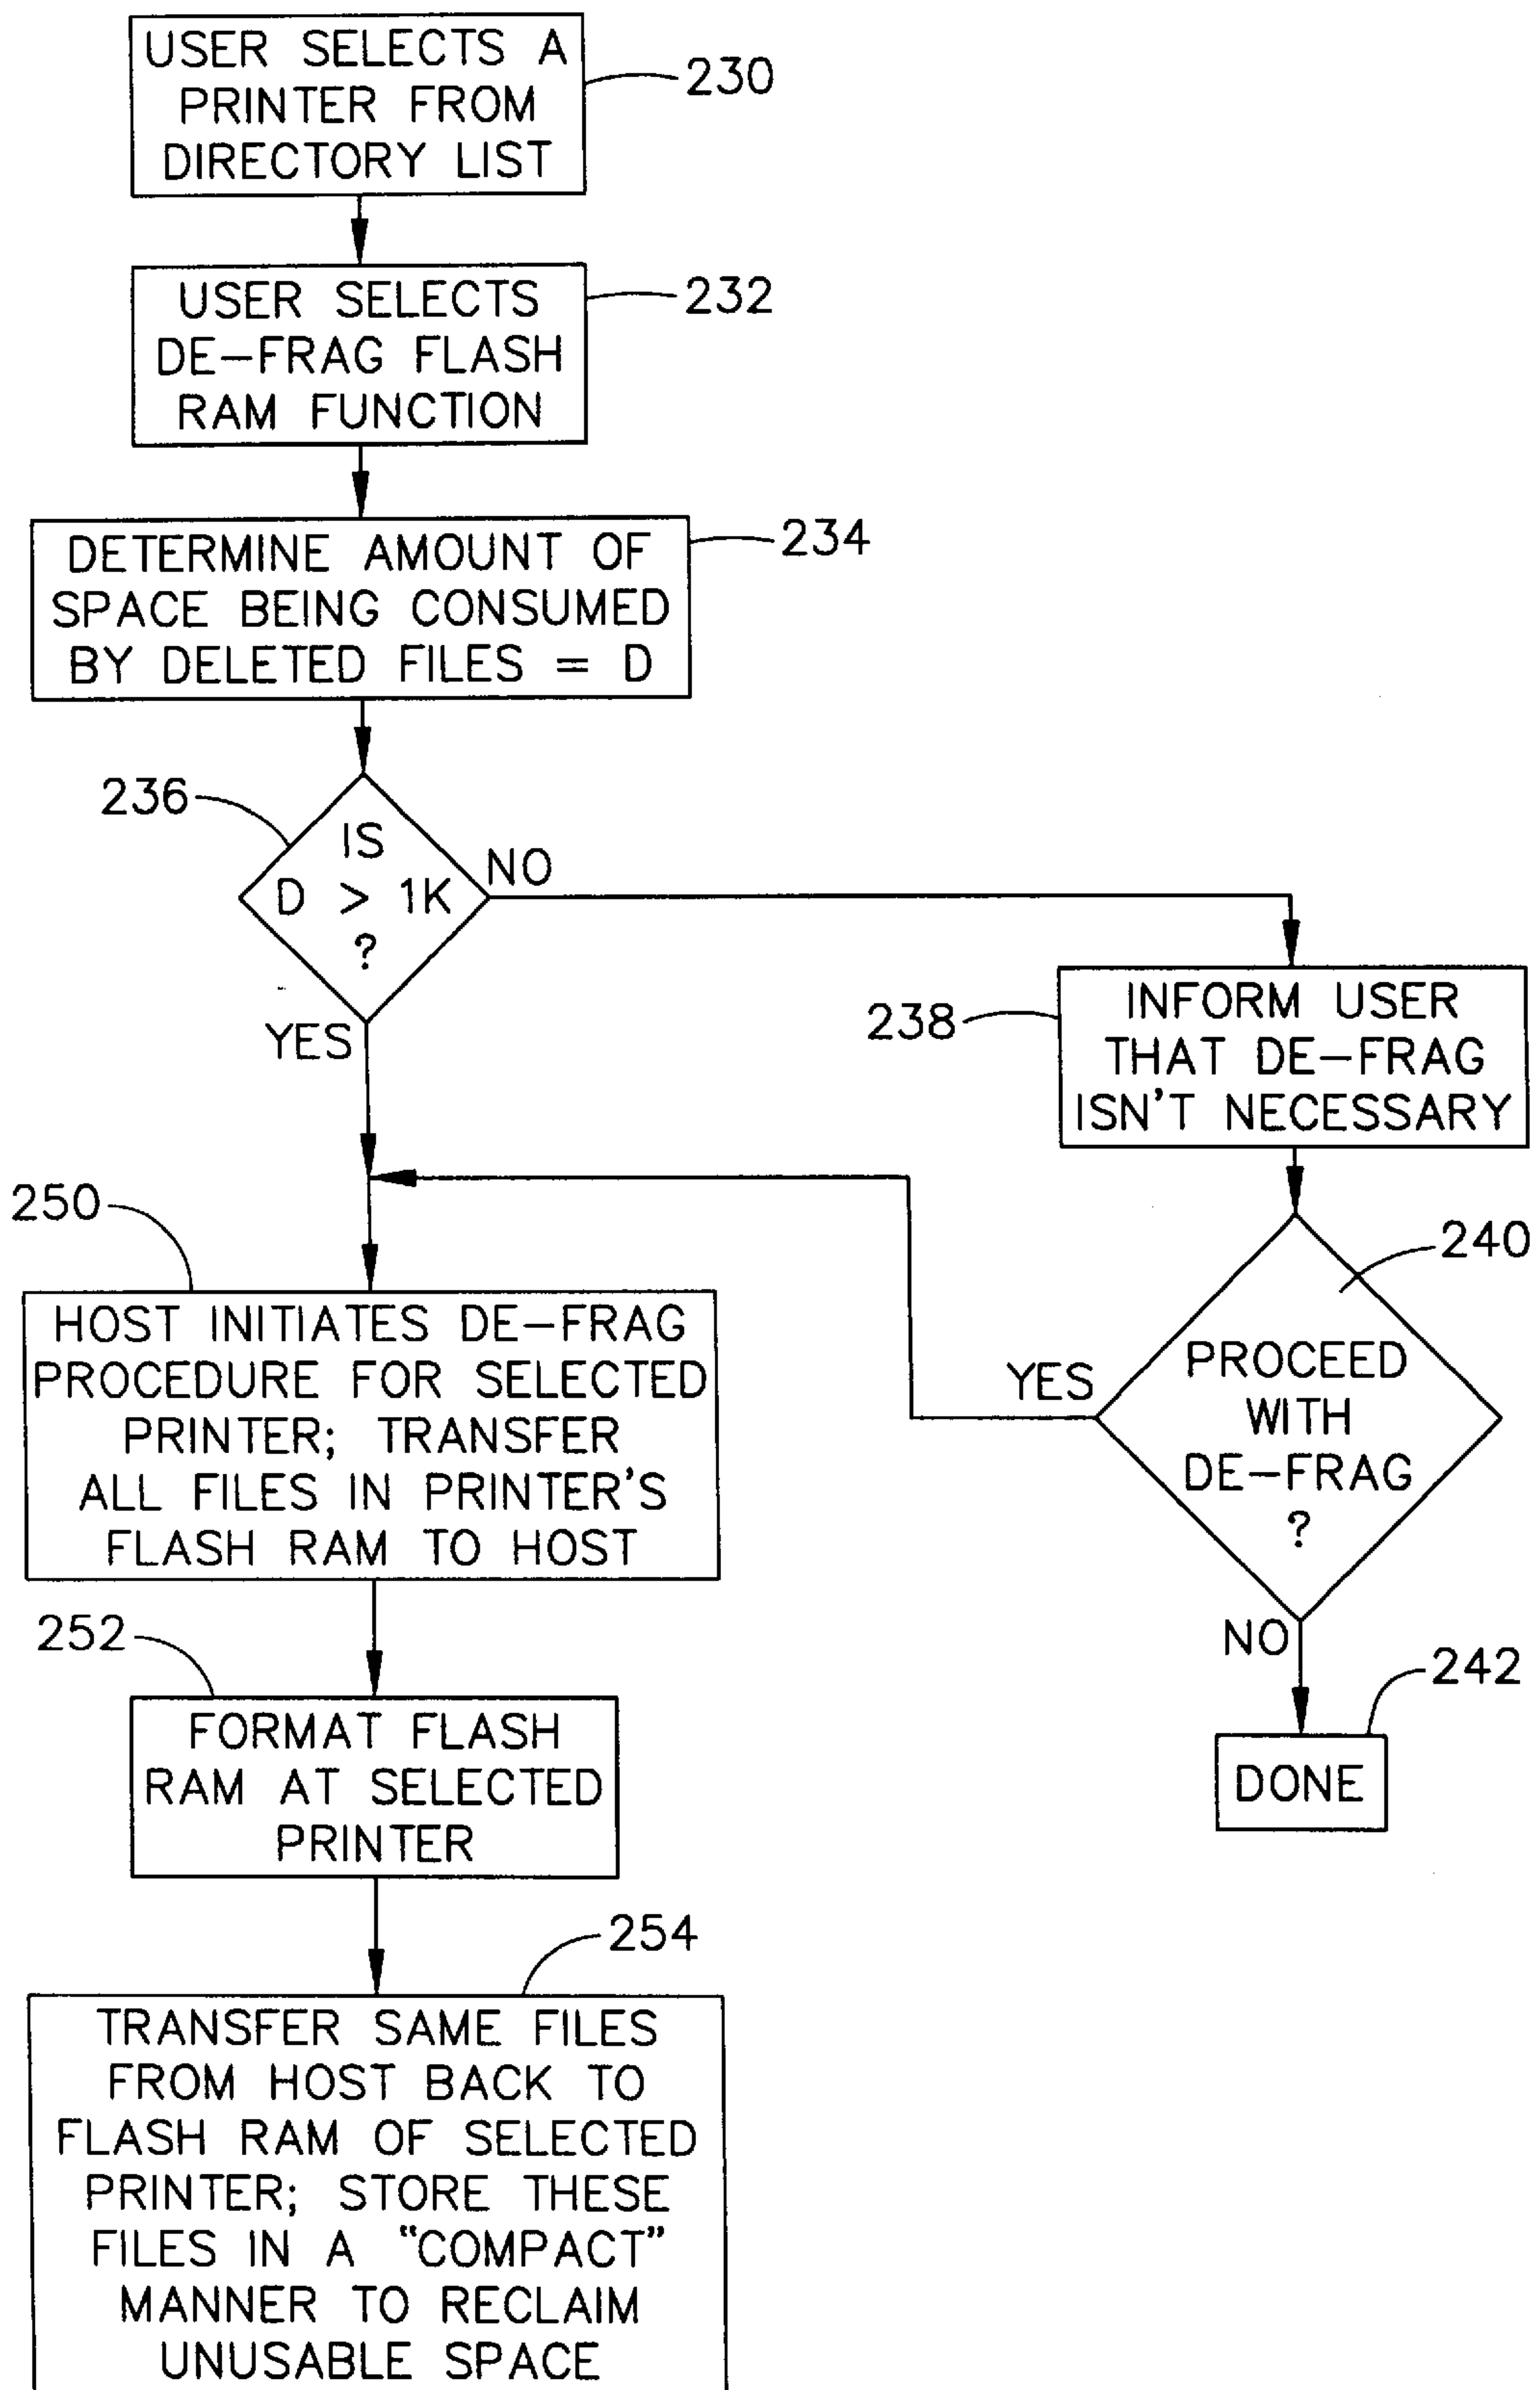 USER SELECTS A
PRINTER FROM
DIRECTORY LIST
230
USER SELECTS
DE-FRAG FLASH
RAM FUNCTION
232
DETERMINE AMOUNT OF
SPACE BEING CONSUMED
BY DELETED FILES = D
234
236
IS
D > 1K
?
NO
YES
INFORM USER
THAT DE-FRAG
ISN'T NECESSARY
238
240
PROCEED
WITH
DE-FRAG
?
YES
NO
242
DONE
250
HOST INITIATES DE-FRAG
PROCEDURE FOR SELECTED
PRINTER; TRANSFER
ALL FILES IN PRINTER'S
FLASH RAM TO HOST
252
FORMAT FLASH
RAM AT SELECTED
PRINTER
254
TRANSFER SAME FILES
FROM HOST BACK TO
FLASH RAM OF SELECTED
PRINTER; STORE THESE
FILES IN A “COMPACT”
MANNER TO RECLAIM
UNUSABLE SPACE